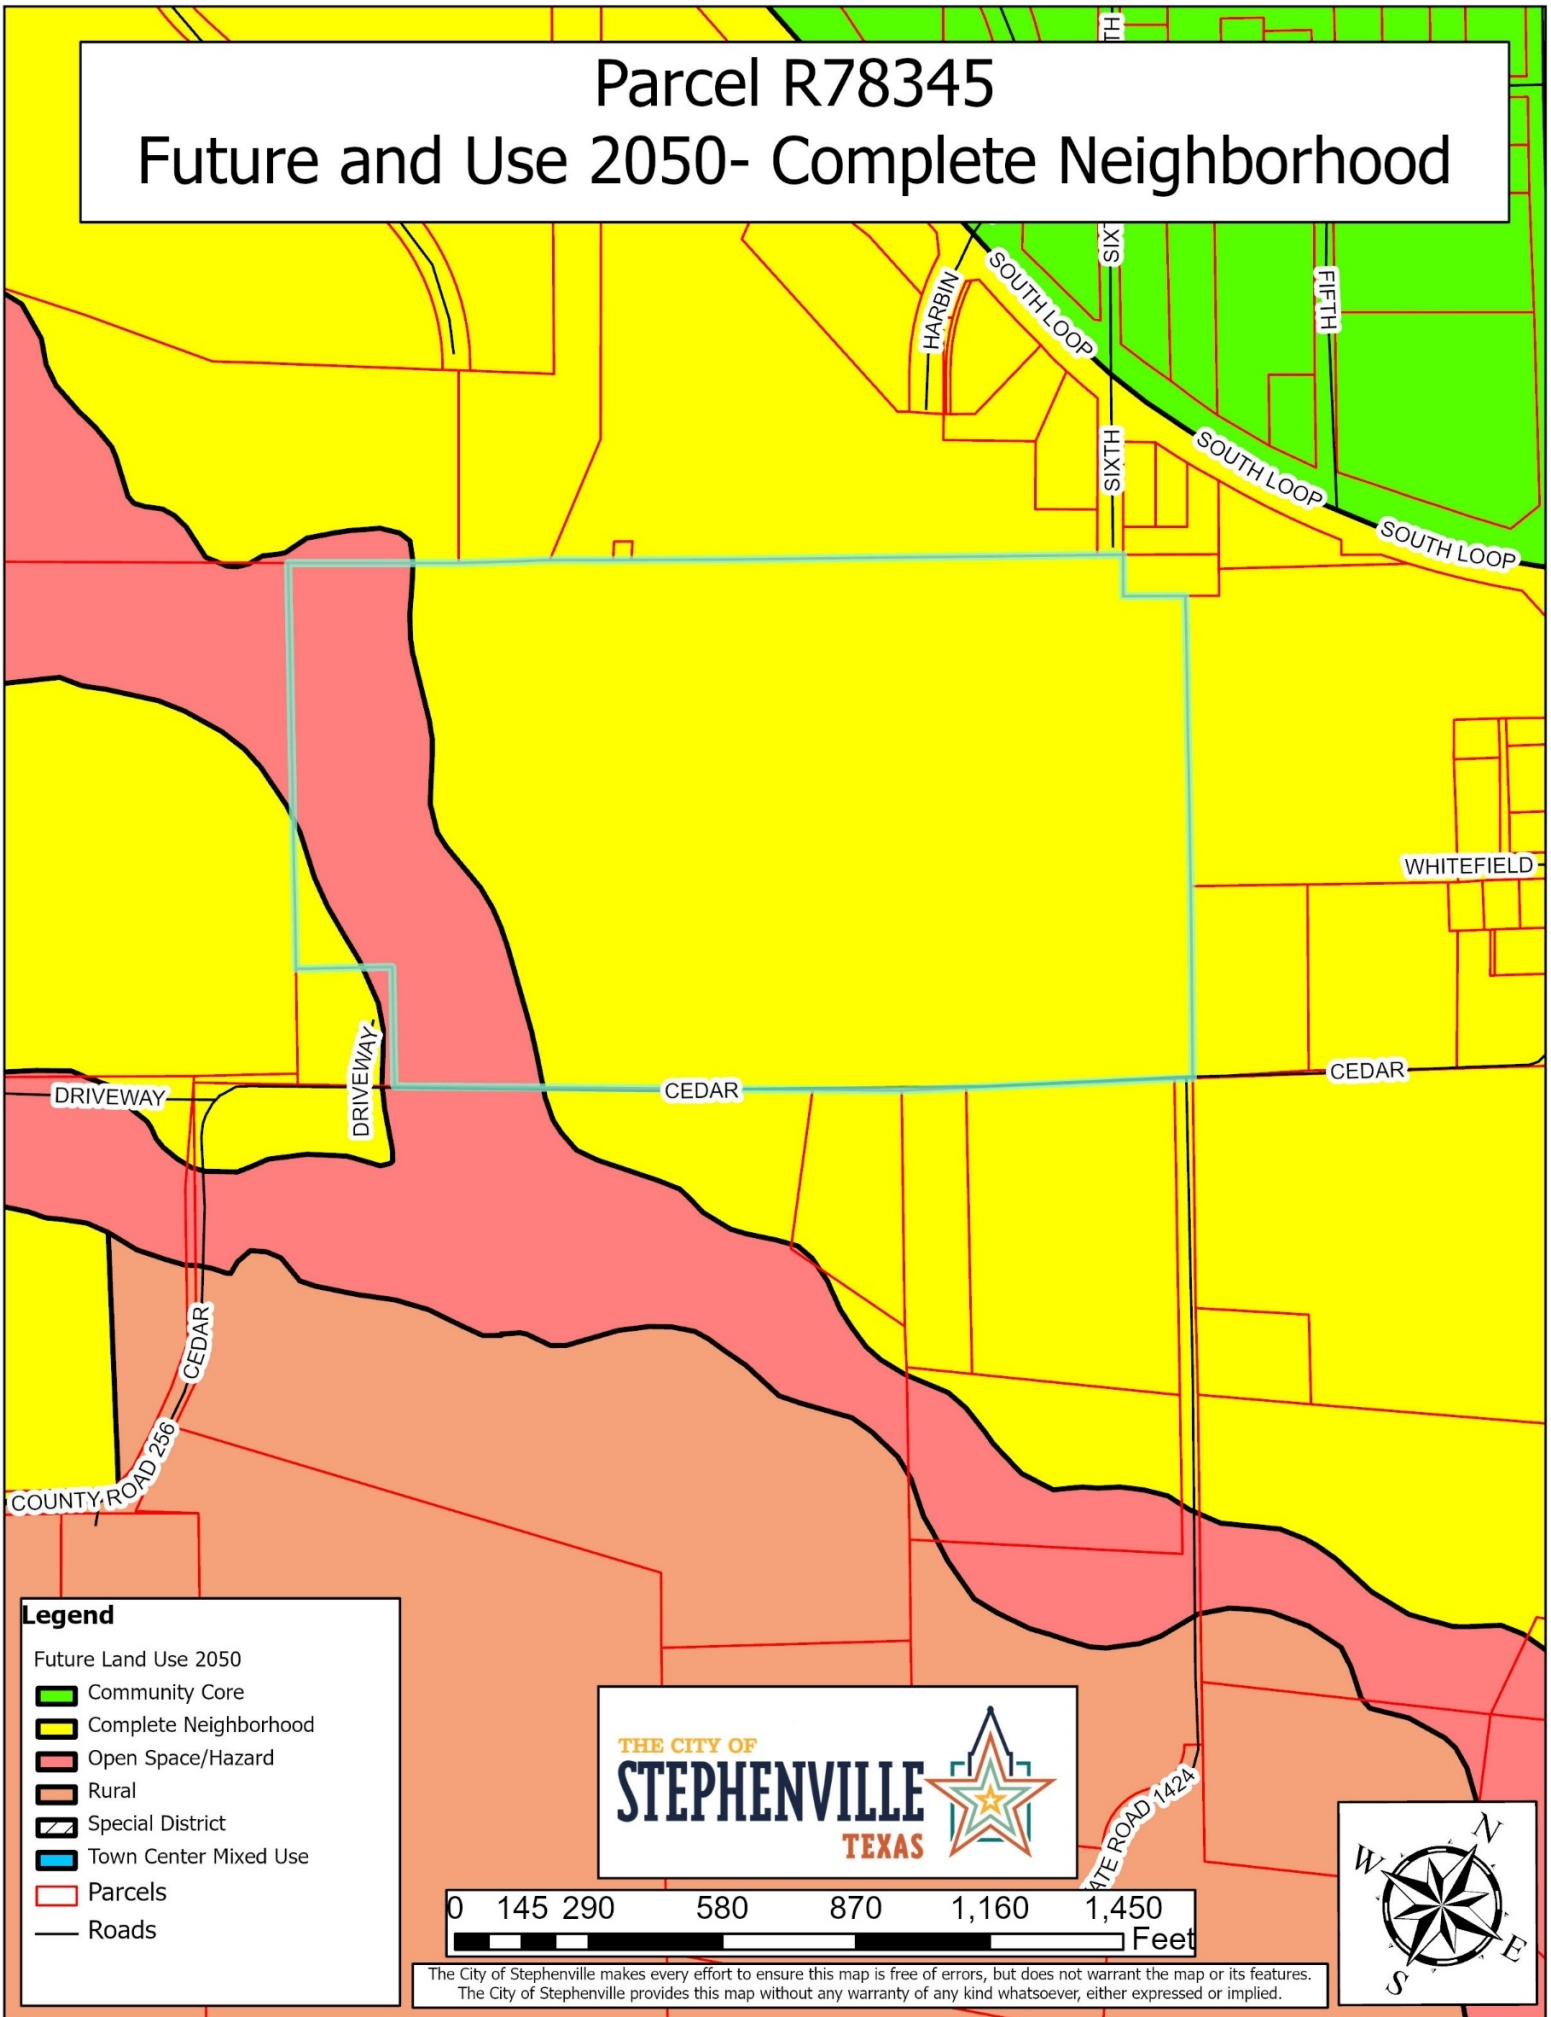 Parcel R78345
Future and Use 2050- Complete Neighborhood
TH
SIXT
FIFTH
HARBIN
SOUTH LOOP
SIXTH
SOUTH LOOP
SOUTH LOOP
WHITEFIELD
DRIVEWAY
DRIVEWAY
CEDAR
CEDAR
CEDAR
COUNTY ROAD 256
Legend
Future Land Use 2050
Community Core
Complete Neighborhood
Open Space/Hazard
Rural
Special District
Town Center Mixed Use
Parcels
Roads
THE CITY OF
STEPHENVILLE
TEXAS
ATE ROAD 1424
0 145 290 580 870 1,160 1,450
Feet
The City of Stephenville makes every effort to ensure this map is free of errors, but does not warrant the map or its features.
The City of Stephenville provides this map without any warranty of any kind whatsoever, either expressed or implied.
N
W
E
S